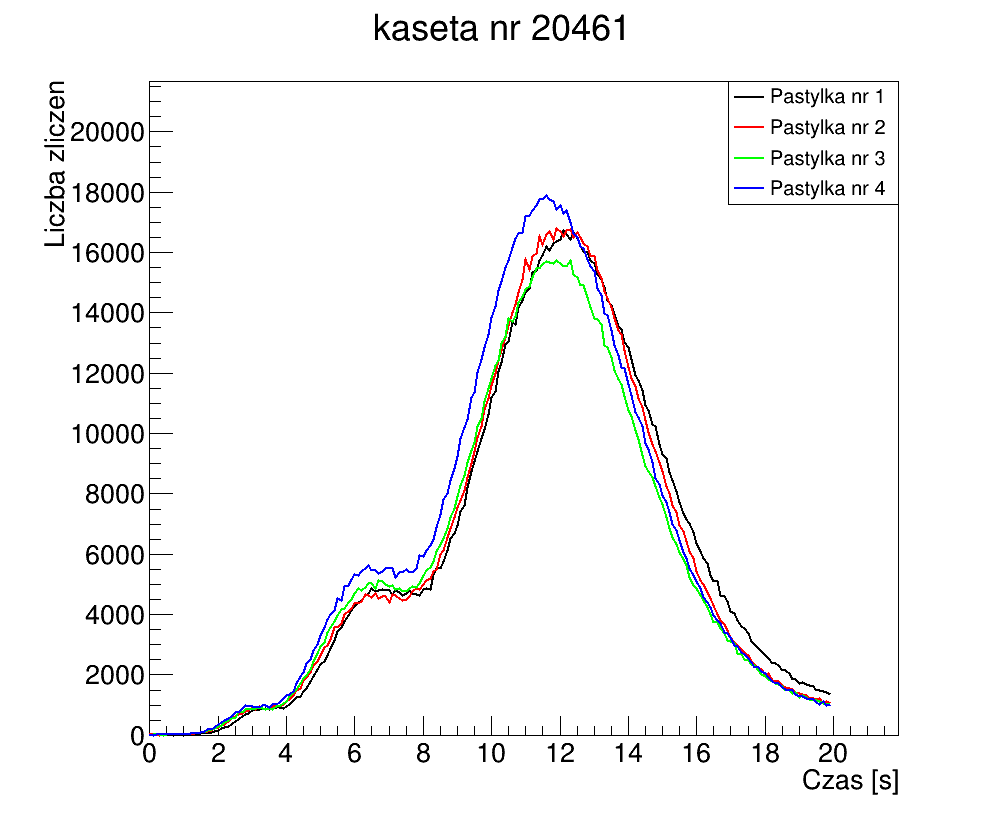 kaseta nr 20461
Liczba zliczen
Pastylka nr 1
Pastylka nr 2
Pastylka nr 3
Pastylka nr 4
20000
18000
16000
14000
12000
10000
8000
6000
4000
2000
0
0 2 4 6 8 10 12 14 16 18 20
Czas [s]